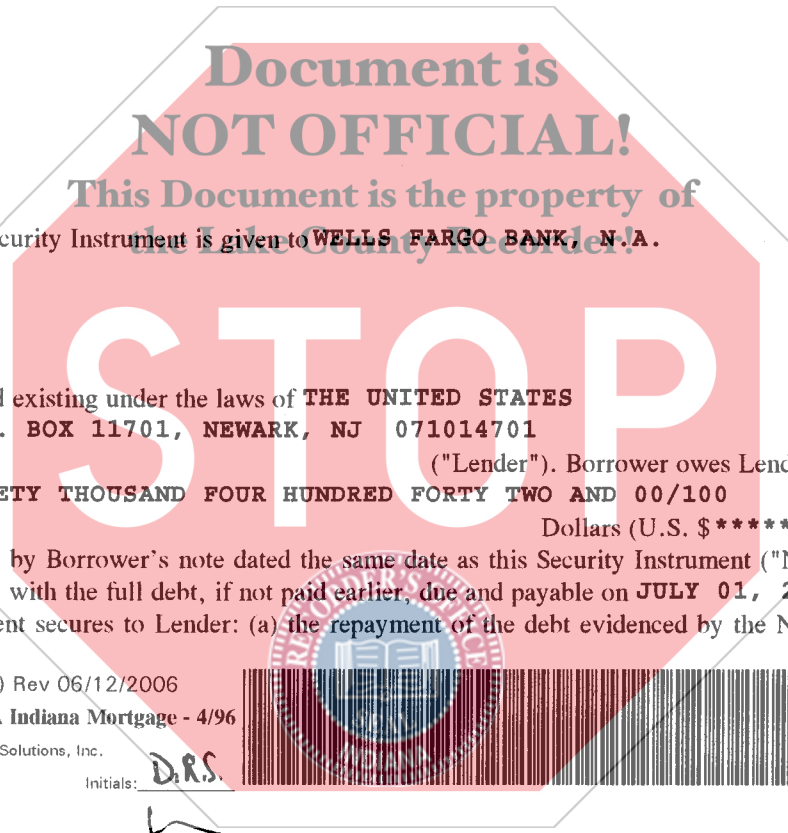 Document is
NOT OFFICIAL!
This Document is the property of
the Lake County Recorder!
curity Instrument is given to WELLS FARGO BANK, N.A.
STOP
d existing under the laws of THE UNITED STATES
. BOX 11701, NEWARK, NJ 071014701
("Lender"). Borrower owes Lend
ETY THOUSAND FOUR HUNDRED FORTY TWO AND 00/100
Dollars (U.S. $*****
by Borrower's note dated the same date as this Security Instrument ("N
with the full debt, if not paid earlier, due and payable on JULY 01, 2
ent secures to Lender: (a) the repayment of the debt evidenced by the N
RECORDER'S OFFICE
SEAL
INDIANA
) Rev 06/12/2006
Indiana Mortgage - 4/96
Solutions, Inc.
Initials: D.R.S.